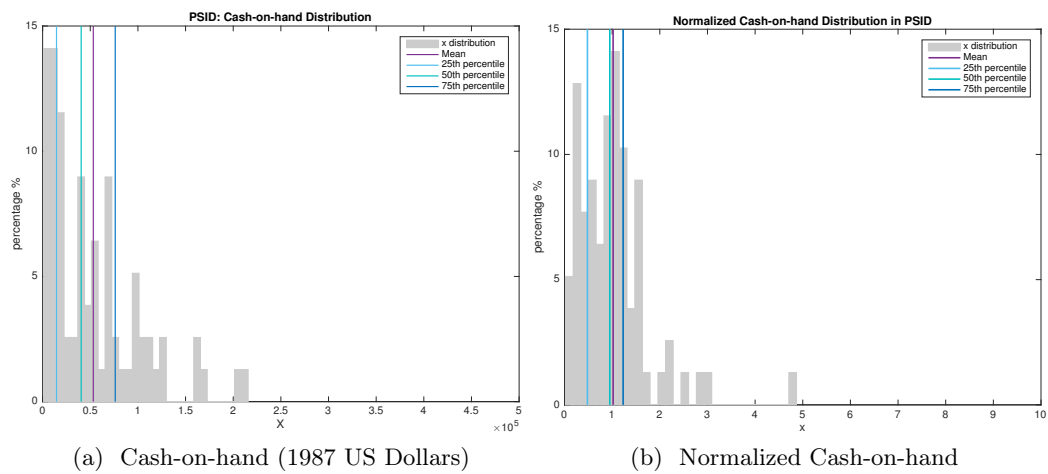 PSID: Cash-on-hand Distribution
15
10
5
0
percentage %
x distribution
Mean
25th percentile
50th percentile
75th percentile
0 0.5 1 1.5 2 2.5 3 3.5 4 4.5 5
X
×10⁵
(a) Cash-on-hand (1987 US Dollars)
Normalized Cash-on-hand Distribution in PSID
15
10
5
0
percentage %
x distribution
Mean
25th percentile
50th percentile
75th percentile
0 1 2 3 4 5 6 7 8 9 10
x
(b) Normalized Cash-on-hand